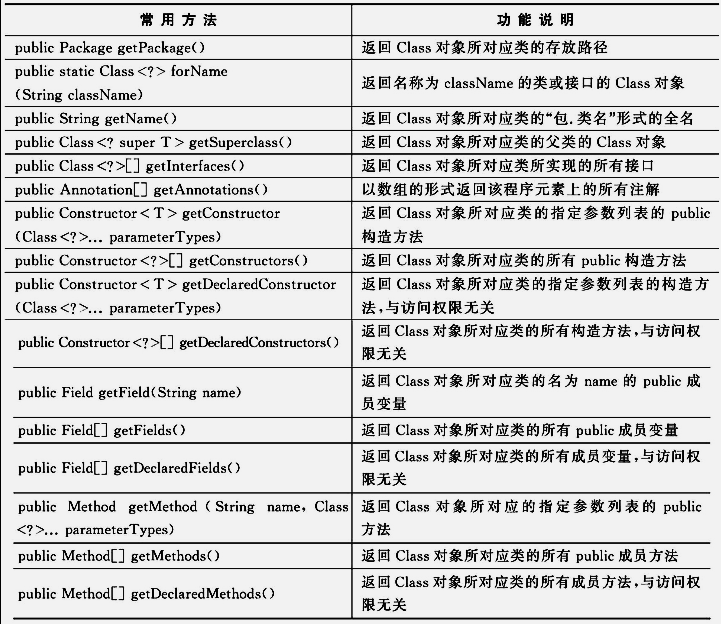 常用方法 功能说明
public Package getPackage() 返回 Class 对象所对应类的存放路径
public static Class<?> forName
(String className) 返回名称为 className 的类或接口的 Class 对象
public String getName() 返回 Class 对象所对应类的“包.类名”形式的全名
public Class<? super T> getSuperclass() 返回 Class 对象所对应类的父类的 Class 对象
public Class<?>[] getInterfaces() 返回 Class 对象所对应类所实现的所有接口
public Annotation[] getAnnotations() 以数组的形式返回该程序元素上的所有注解
public Constructor<T> getConstructor 返回 Class 对象所对应类的指定参数列表的 public
(Class<?>... parameterTypes) 构造方法
public Constructor<?>[] getConstructors() 返回 Class 对象所对应类的所有 public 构造方法
public Constructor<T> getDeclaredConstructor 返回 Class 对象所对应类的指定参数列表的构造方
(Class<?>... parameterTypes) 法,与访问权限无关
public Constructor<?>[] getDeclaredConstructors() 返回 Class 对象所对应类的所有构造方法,与访问权
限无关
public Field getField(String name) 返回 Class 对象所对应类的名为 name 的 public 成
员变量
public Field[] getFields() 返回 Class 对象所对应类的所有 public 成员变量
public Field[] getDeclaredFields() 返回 Class 对象所对应类的所有成员变量,与访问权
限无关
public Method getMethod (String name, Class 返回 Class 对象所对应的指定参数列表的 public
<?>... parameterTypes) 方法
public Method[] getMethods() 返回 Class 对象所对应类的所有 public 成员方法
public Method[] getDeclaredMethods() 返回 Class 对象所对应类的所有成员方法,与访问权
限无关